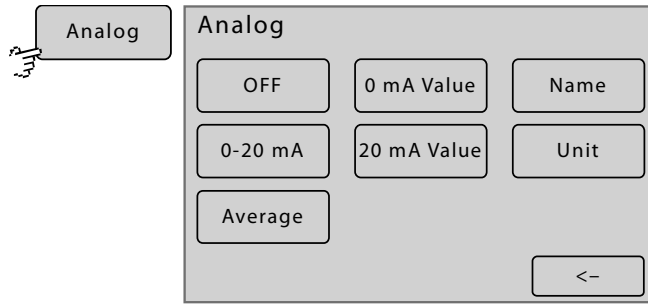 Analog
Analog
OFF
0 mA Value
Name
0-20 mA
20 mA Value
Unit
Average
<–